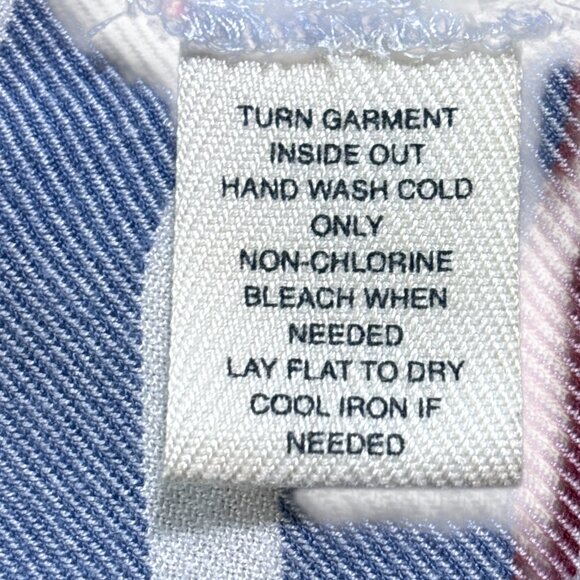 TURN GARMENT
INSIDE OUT
HAND WASH COLD
ONLY
NON-CHLORINE
BLEACH WHEN
NEEDED
LAY FLAT TO DRY
COOL IRON IF
NEEDED